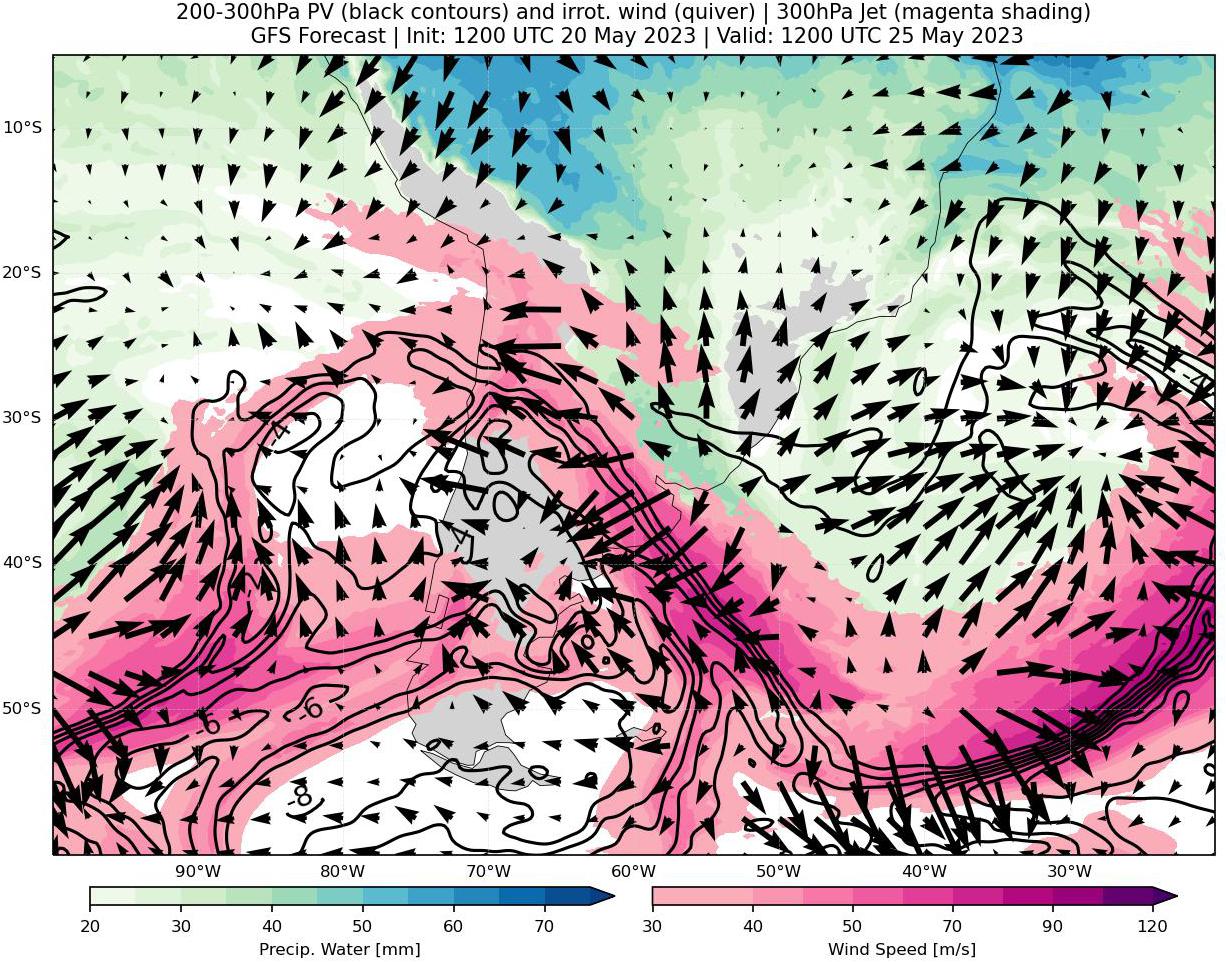 200-300hPa PV (black contours) and irrot. wind (quiver) | 300hPa Jet (magenta shading)
GFS Forecast | Init: 1200 UTC 20 May 2023 | Valid: 1200 UTC 25 May 2023
10°S
20°S
30°S
40°S
50°S
-4
-4
-6
-6
-8
90°W 80°W 70°W 60°W 50°W 40°W 30°W
20 30 40 50 60 70
30 40 50 70 90 120
Precip. Water [mm]
Wind Speed [m/s]